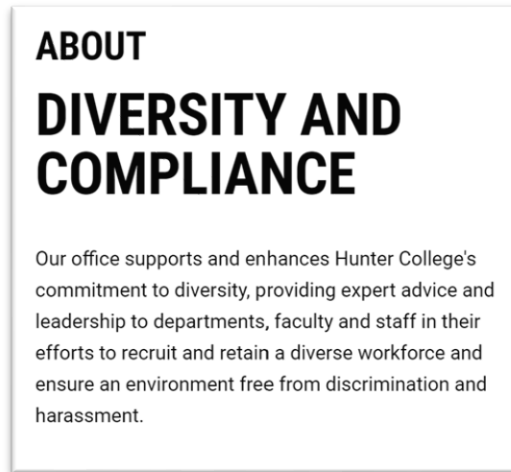 ABOUT
DIVERSITY AND
COMPLIANCE
Our office supports and enhances Hunter College's
commitment to diversity, providing expert advice and
leadership to departments, faculty and staff in their
efforts to recruit and retain a diverse workforce and
ensure an environment free from discrimination and
harassment.